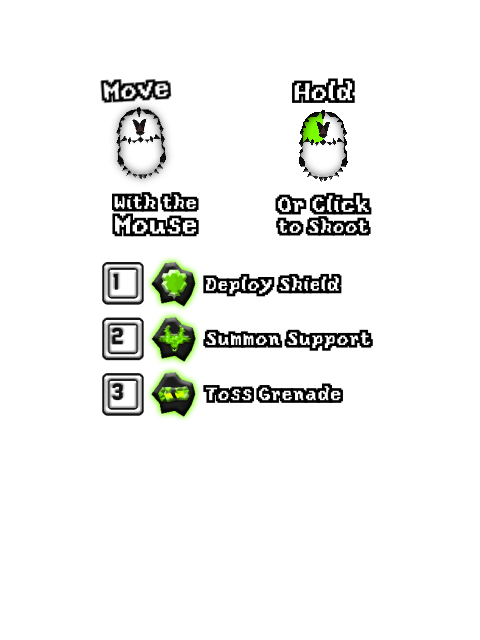 Move
Hold
With the
Mouse
Or Click
to Shoot
1 Deploy Shield
2 Summon Support
3 Toss Grenade